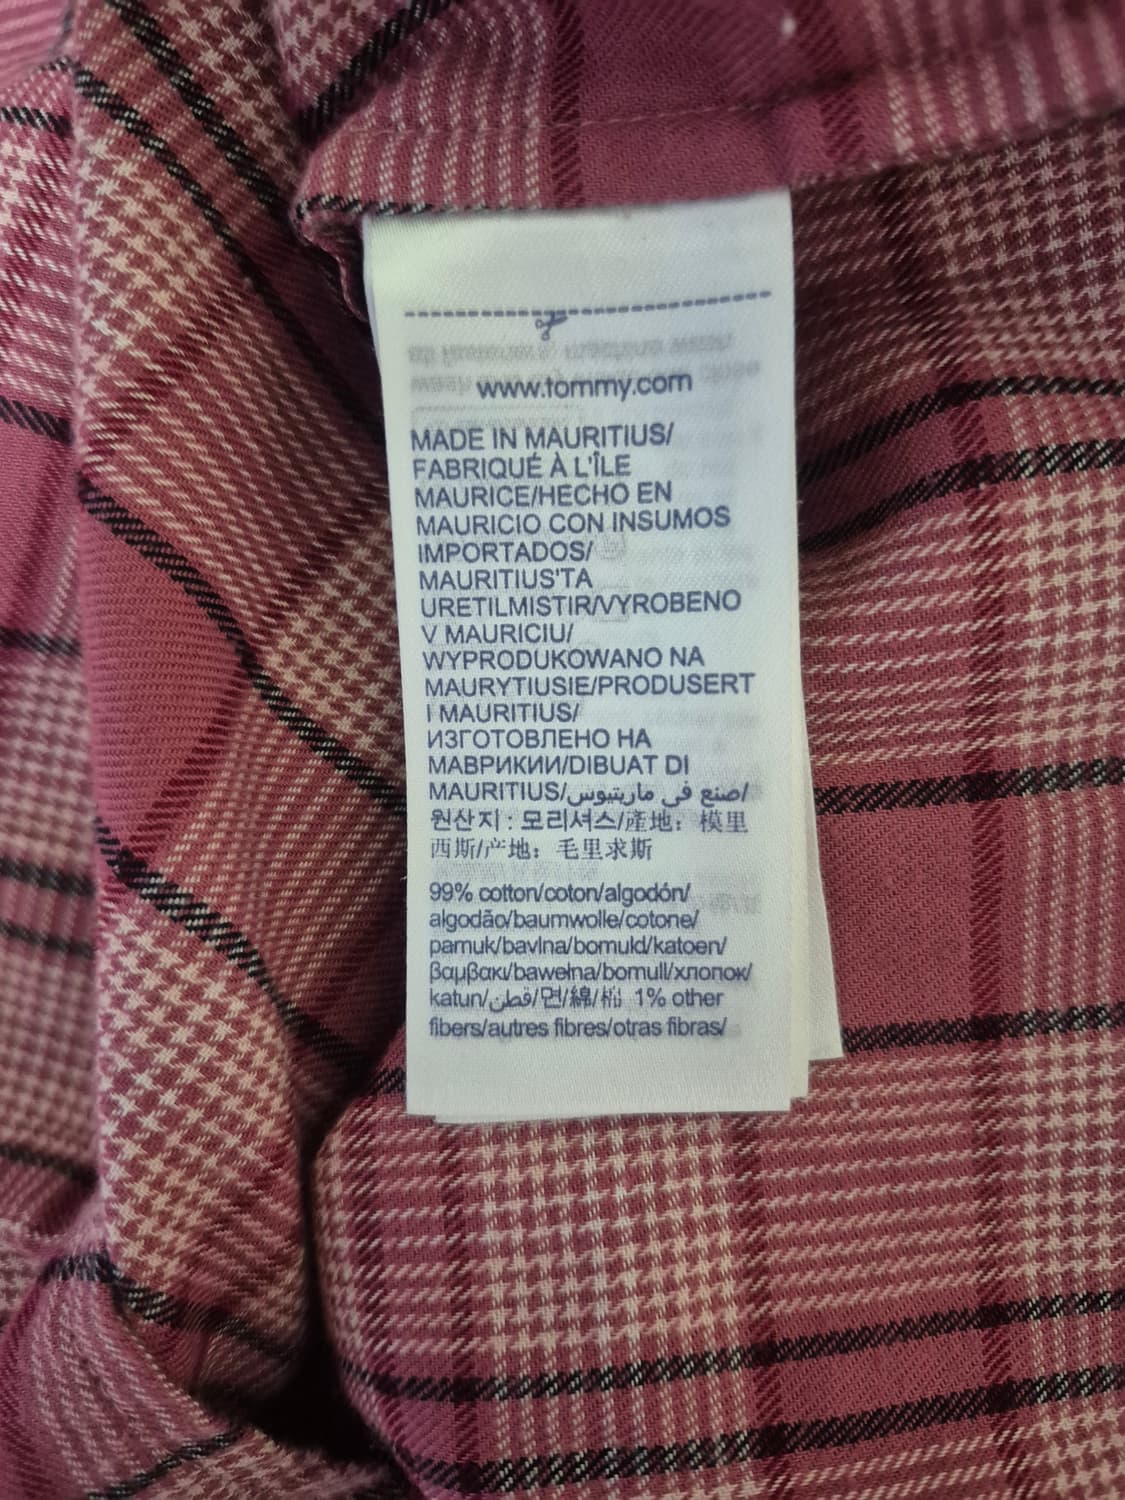 www.tommy.com
MADE IN MAURITIUS/
FABRIQUÉ À L'ÎLE
MAURICE/HECHO EN
MAURICIO CON INSUMOS
IMPORTADOS/
MAURITIUS'TA
URETILMISTIR/VYROBENO
V MAURICIU/
WYPRODUKOWANO NA
MAURYTIUSIE/PRODUSERT
I MAURITIUS/
ИЗГОТОВЛЕНО НА
МАВРИКИИ/DIBUAT DI
MAURITIUS/صنع في ماريتيوس/
원산지 : 모리셔스/產地：模里
西斯/产地：毛里求斯
99% cotton/coton/algodón/
algodão/baumwolle/cotone/
pamuk/bavlna/bomuld/katoen/
βαμβακι/bawełna/bomull/хлопок/
katun/قطن/면/綿/棉 1% other
fibers/autres fibres/otras fibras/